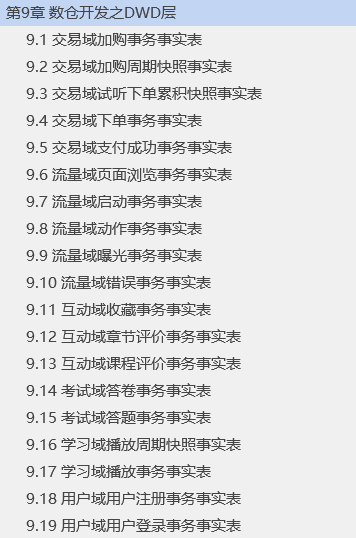 第9章 数仓开发之DWD层
9.1 交易域加购事务事实表
9.2 交易域加购周期快照事实表
9.3 交易域试听下单累积快照事实表
9.4 交易域下单事务事实表
9.5 交易域支付成功事务事实表
9.6 流量域页面浏览事务事实表
9.7 流量域启动事务事实表
9.8 流量域动作事务事实表
9.9 流量域曝光事务事实表
9.10 流量域错误事务事实表
9.11 互动域收藏事务事实表
9.12 互动域章节评价事务事实表
9.13 互动域课程评价事务事实表
9.14 考试域答卷事务事实表
9.15 考试域答题事务事实表
9.16 学习域播放周期快照事实表
9.17 学习域播放事务事实表
9.18 用户域用户注册事务事实表
9.19 用户域用户登录事务事实表